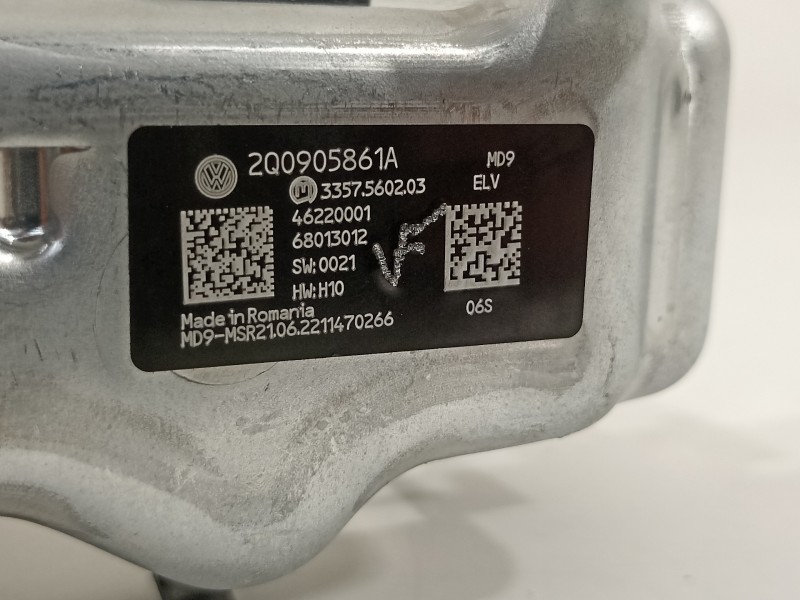 2Q0905861A
MD9
3357.5602.03
ELV
46220001
68013012
SW:0021
HW:H10
06S
Made in Romania
MD9-MSR21.06.2211470266
VF